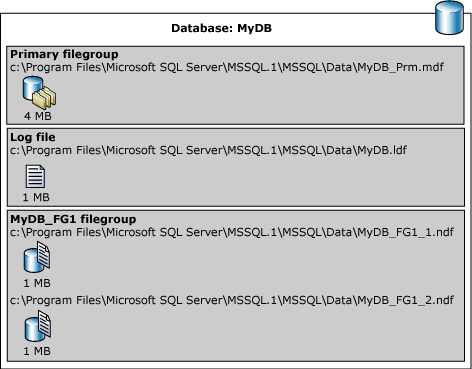 Database: MyDB
Primary filegroup
c:\Program Files\Microsoft SQL Server\MSSQL.1\MSSQL\Data\MyDB_Prm.mdf
4 MB
Log file
c:\Program Files\Microsoft SQL Server\MSSQL.1\MSSQL\Data\MyDB.ldf
1 MB
MyDB_FG1 filegroup
c:\Program Files\Microsoft SQL Server\MSSQL.1\MSSQL\Data\MyDB_FG1_1.ndf
1 MB
c:\Program Files\Microsoft SQL Server\MSSQL.1\MSSQL\Data\MyDB_FG1_2.ndf
1 MB